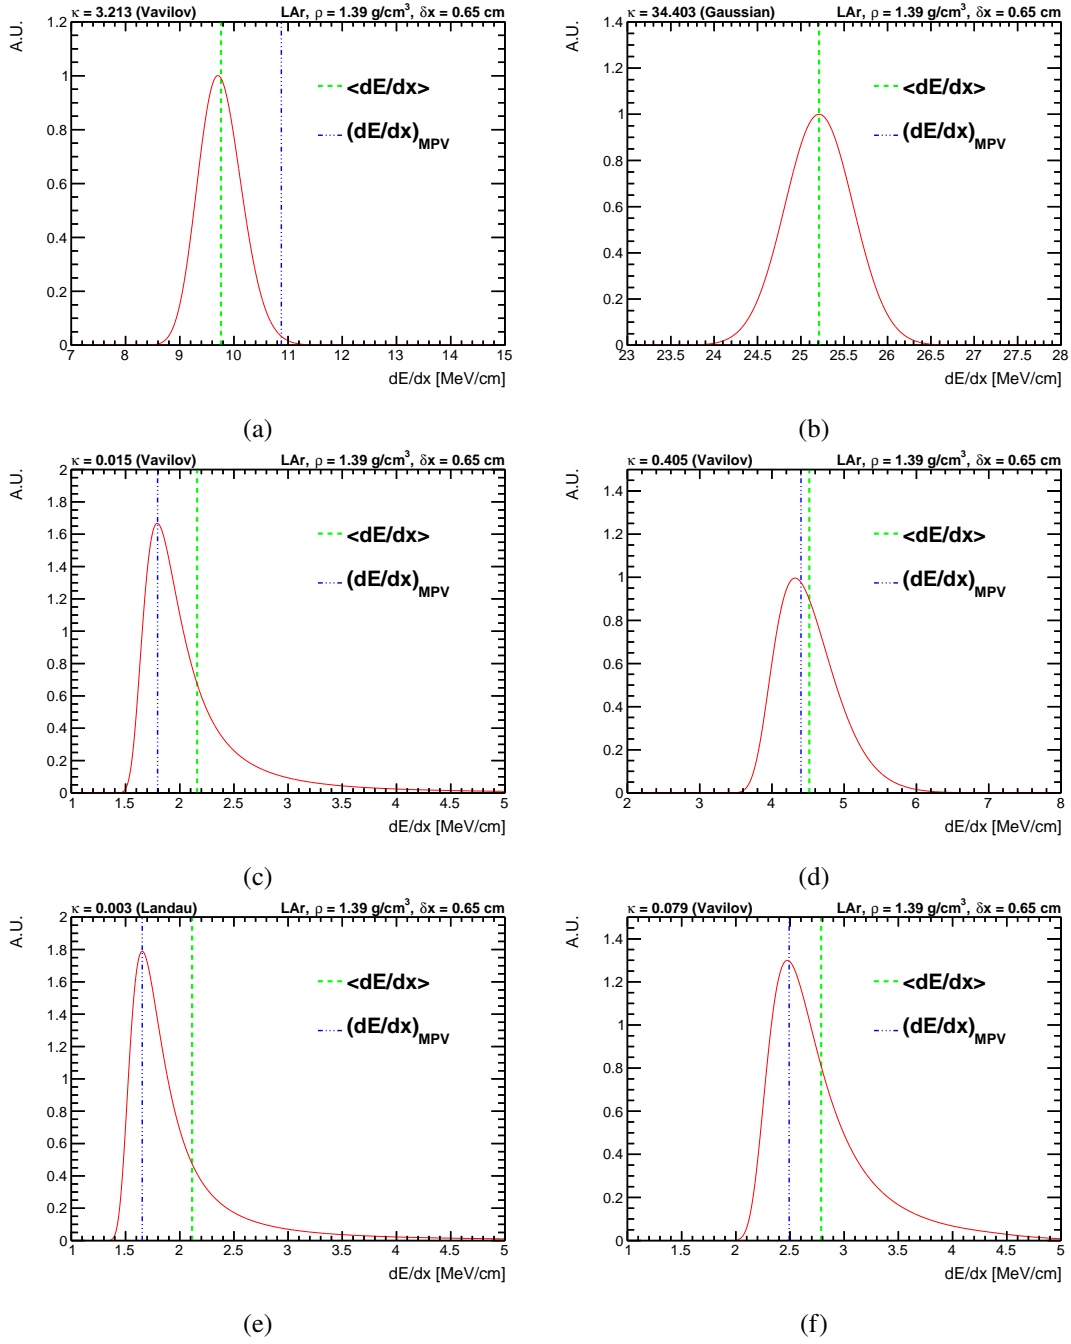 κ = 3.213 (Vavilov) LAr, ρ = 1.39 g/cm³, δx = 0.65 cm
A.U.
1.2
1
0.8
0.6
0.4
0.2
0
<dE/dx>
(dE/dx)MPV
7 8 9 10 11 12 13 14 15
dE/dx [MeV/cm]
(a)
κ = 34.403 (Gaussian) LAr, ρ = 1.39 g/cm³, δx = 0.65 cm
A.U.
1.4
1.2
1
0.8
0.6
0.4
0.2
0
<dE/dx>
(dE/dx)MPV
23 23.5 24 24.5 25 25.5 26 26.5 27 27.5 28
dE/dx [MeV/cm]
(b)
κ = 0.015 (Vavilov) LAr, ρ = 1.39 g/cm³, δx = 0.65 cm
A.U.
2
1.8
1.6
1.4
1.2
1
0.8
0.6
0.4
0.2
0
<dE/dx>
(dE/dx)MPV
1 1.5 2 2.5 3 3.5 4 4.5 5
dE/dx [MeV/cm]
(c)
κ = 0.405 (Vavilov) LAr, ρ = 1.39 g/cm³, δx = 0.65 cm
A.U.
1.4
1.2
1
0.8
0.6
0.4
0.2
0
<dE/dx>
(dE/dx)MPV
2 3 4 5 6 7 8
dE/dx [MeV/cm]
(d)
κ = 0.003 (Landau) LAr, ρ = 1.39 g/cm³, δx = 0.65 cm
A.U.
2
1.8
1.6
1.4
1.2
1
0.8
0.6
0.4
0.2
0
<dE/dx>
(dE/dx)MPV
1 1.5 2 2.5 3 3.5 4 4.5 5
dE/dx [MeV/cm]
(e)
κ = 0.079 (Vavilov) LAr, ρ = 1.39 g/cm³, δx = 0.65 cm
A.U.
1.4
1.2
1
0.8
0.6
0.4
0.2
0
<dE/dx>
(dE/dx)MPV
1 1.5 2 2.5 3 3.5 4 4.5 5
dE/dx [MeV/cm]
(f)